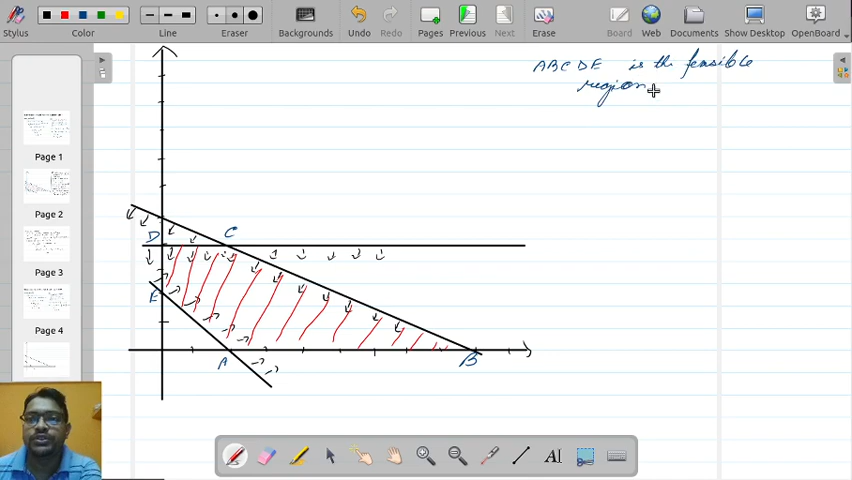 Stylus
Color
Line
Eraser
Backgrounds
Undo
Redo
Pages
Previous
Next
Erase
Board
Web
Documents
Show Desktop
OpenBoard
Page 1
Page 2
Page 3
Page 4
ABCDE is the feasible
region
D
C
E
A
B